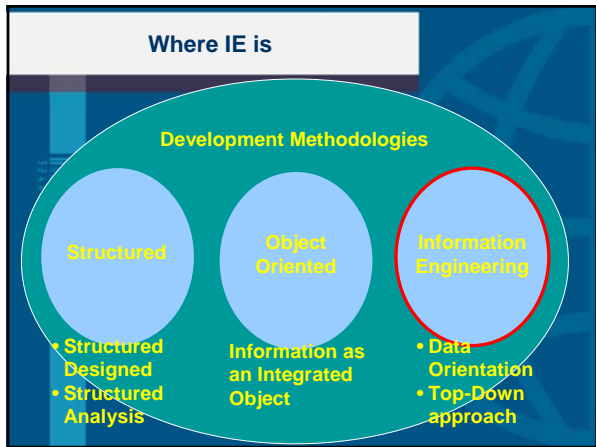 Where IE is
Development Methodologies
Structured
Object
Oriented
Information
Engineering
• Structured
Designed
• Structured
Analysis
Information as
an Integrated
Object
• Data
Orientation
• Top-Down
approach